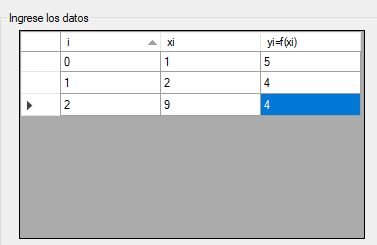 Ingrese los datos
i xi yi=f(xi)
0 1 5
1 2 4
2 9 4